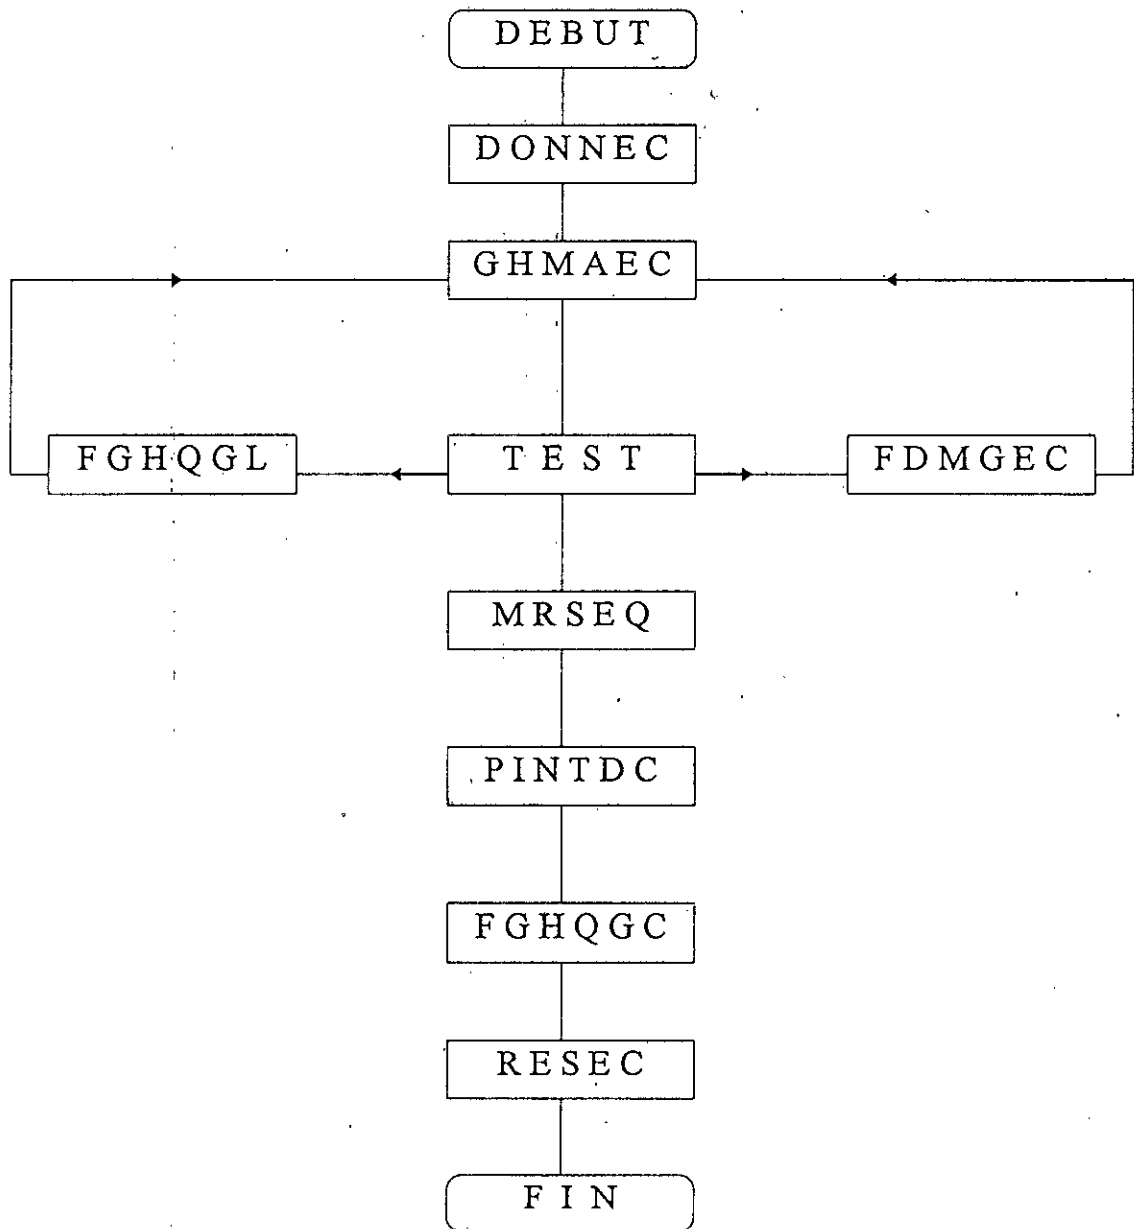 DEBUT
DONNEC
GHMAEC
FGHQGL
TEST
FDMGEC
MRSEQ
PINTDC
FGHQGC
RESEC
FIN